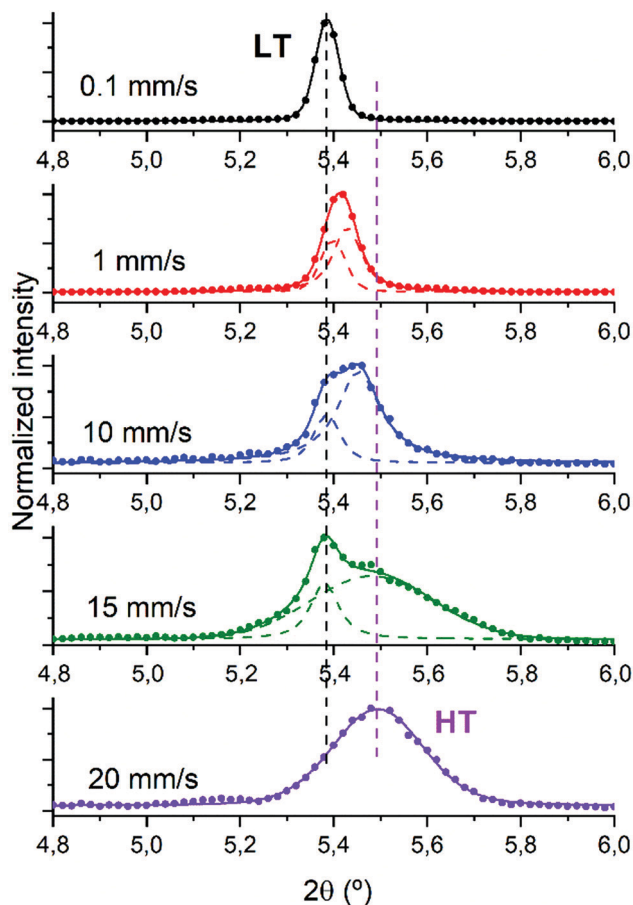 LT
0.1 mm/s
4,8 5,0 5,2 5,4 5,6 5,8 6,0
1 mm/s
4,8 5,0 5,2 5,4 5,6 5,8 6,0
Normalized intensity
10 mm/s
4,8 5,0 5,2 5,4 5,6 5,8 6,0
15 mm/s
4,8 5,0 5,2 5,4 5,6 5,8 6,0
HT
20 mm/s
4,8 5,0 5,2 5,4 5,6 5,8 6,0
2θ (º)